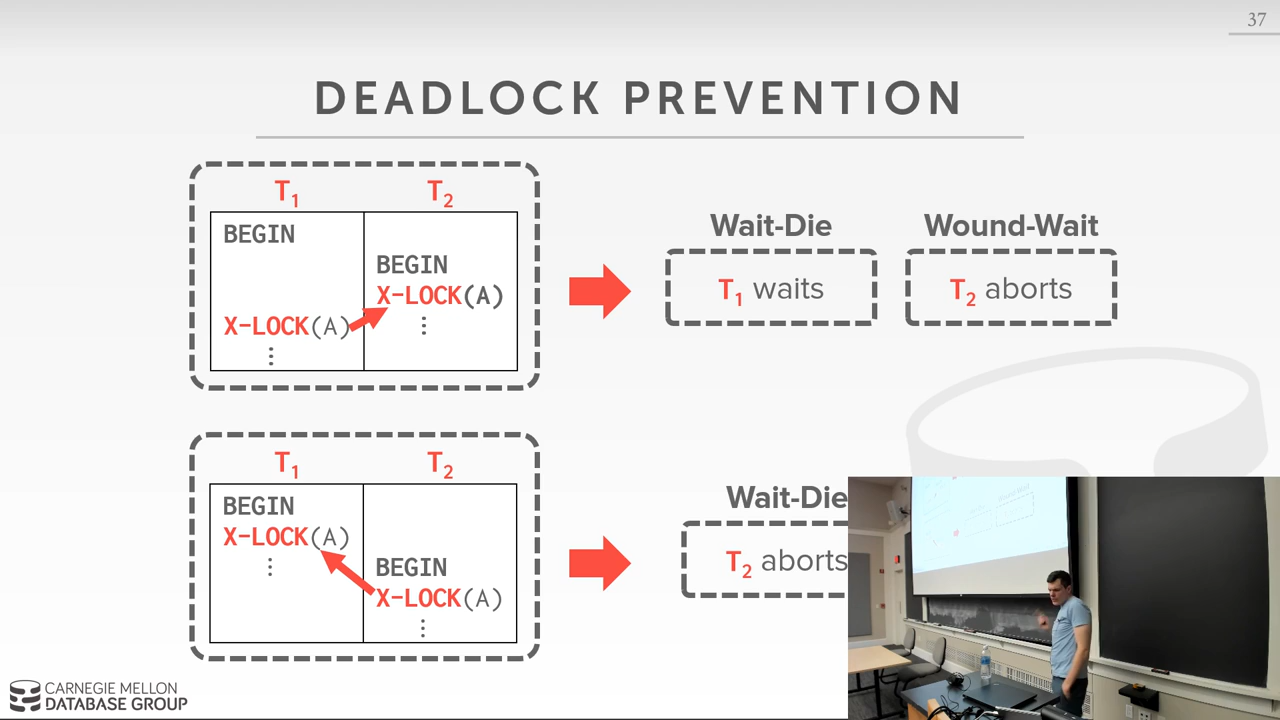 37
DEADLOCK PREVENTION
T1 T2
BEGIN
BEGIN
X-LOCK(A)
X-LOCK(A)
⋮
⋮
Wait-Die Wound-Wait
T1 waits T2 aborts
T1 T2
BEGIN
X-LOCK(A)
⋮
BEGIN
X-LOCK(A)
⋮
Wait-Die
T2 aborts
CARNEGIE MELLON
DATABASE GROUP